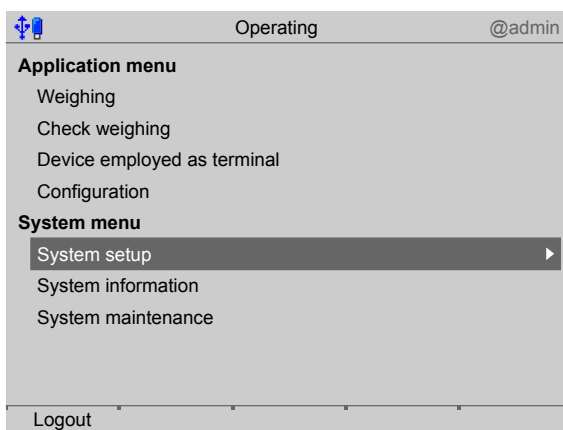 Operating @admin
Application menu
Weighing
Check weighing
Device employed as terminal
Configuration
System menu
System setup
System information
System maintenance
Logout